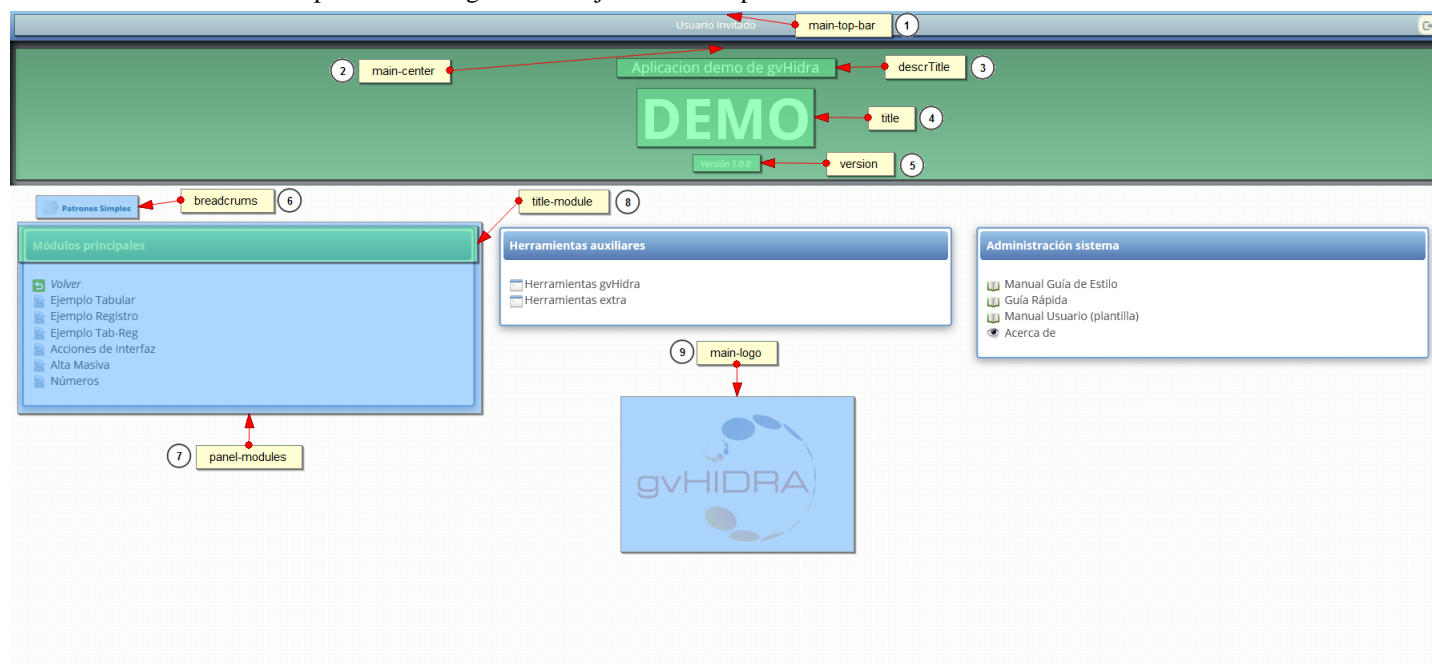 Usuario Invitado
main-top-bar
1
2
main-center
Aplicacion demo de gvHidra
descrTitle
3
DEMO
title
4
Versión 1.0.0
version
5
Patrones Simples
breadcrums
6
title-module
8
Módulos principales
Volver
Ejemplo Tabular
Ejemplo Registro
Ejemplo Tab-Reg
Acciones de Interfaz
Alta Masiva
Números
Herramientas auxiliares
Herramientas gvHidra
Herramientas extra
Administración sistema
Manual Guía de Estilo
Guía Rápida
Manual Usuario (plantilla)
Acerca de
9
main-logo
7
panel-modules
gvHIDRA